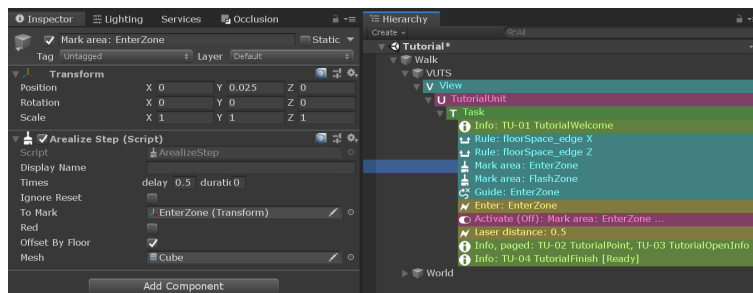 Inspector Lighting Services Occlusion
Mark area: EnterZone Static
Tag Untagged Layer Default
Transform
Position X 0 Y 0.025 Z 0
Rotation X 0 Y 0 Z 0
Scale X 1 Y 1 Z 1
Arealize Step (Script)
Script ArealizeStep
Display Name
Times delay 0.5 duratic 0
Ignore Reset
To Mark EnterZone (Transform)
Red
Offset By Floor
Mesh Cube
Add Component
Hierarchy
Create All
Tutorial*
Walk
VUTS
V View
U TutorialUnit
T Task
Info: TU-01 TutorialWelcome
Rule: floorSpace_edge X
Rule: floorSpace_edge Z
Mark area: EnterZone
Mark area: FlashZone
Guide: EnterZone
Enter: EnterZone
Activate (Off): Mark area: EnterZone ...
Laser distance: 0.5
Info, paged: TU-02 TutorialPoint, TU-03 TutorialOpenInfo
Info: TU-04 TutorialFinish [Ready]
World